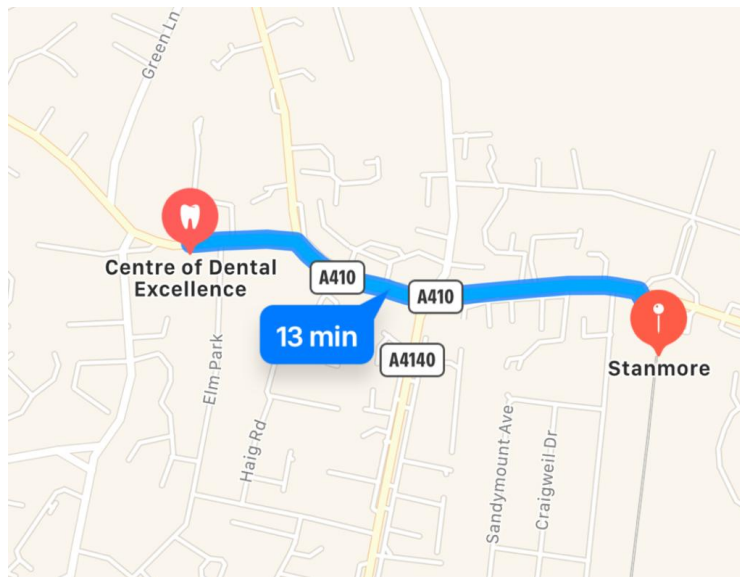 Green Ln
Centre of Dental
Excellence
A410
A410
13 min
A4140
Stanmore
Elm Park
Haig Rd
Sandymount Ave
Craigweil Dr